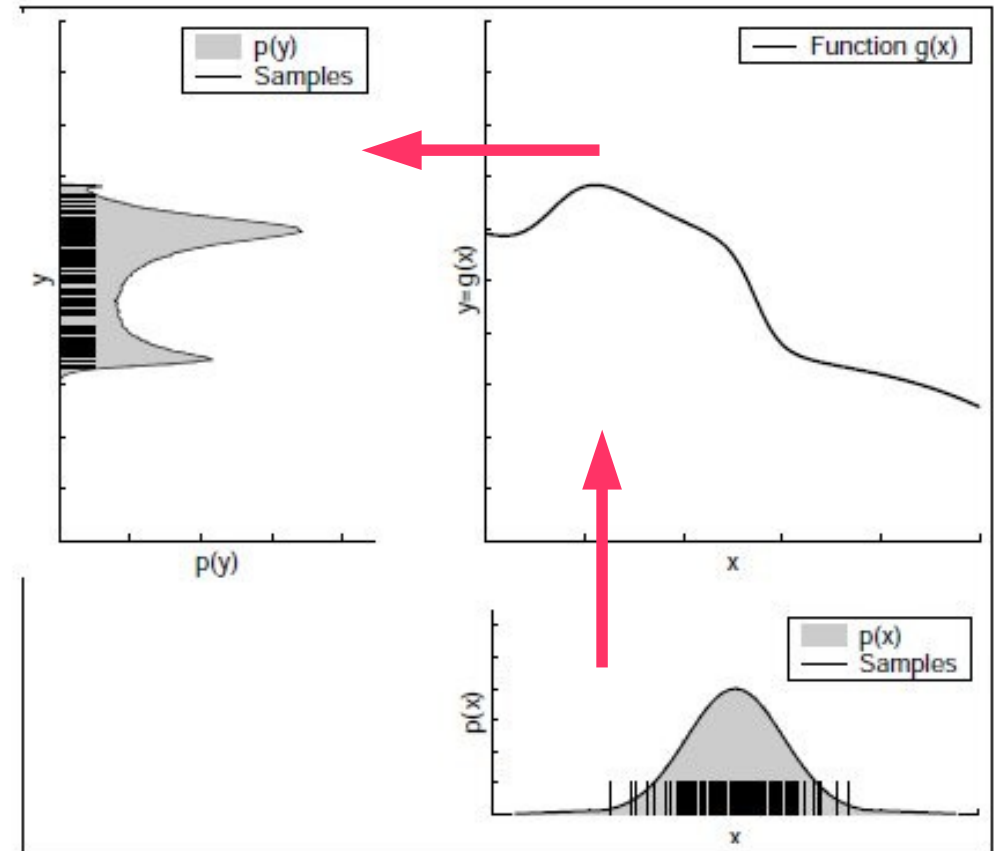 p(y)
Samples
Function g(x)
y
y=g(x)
p(y)
x
p(x)
Samples
p(x)
x